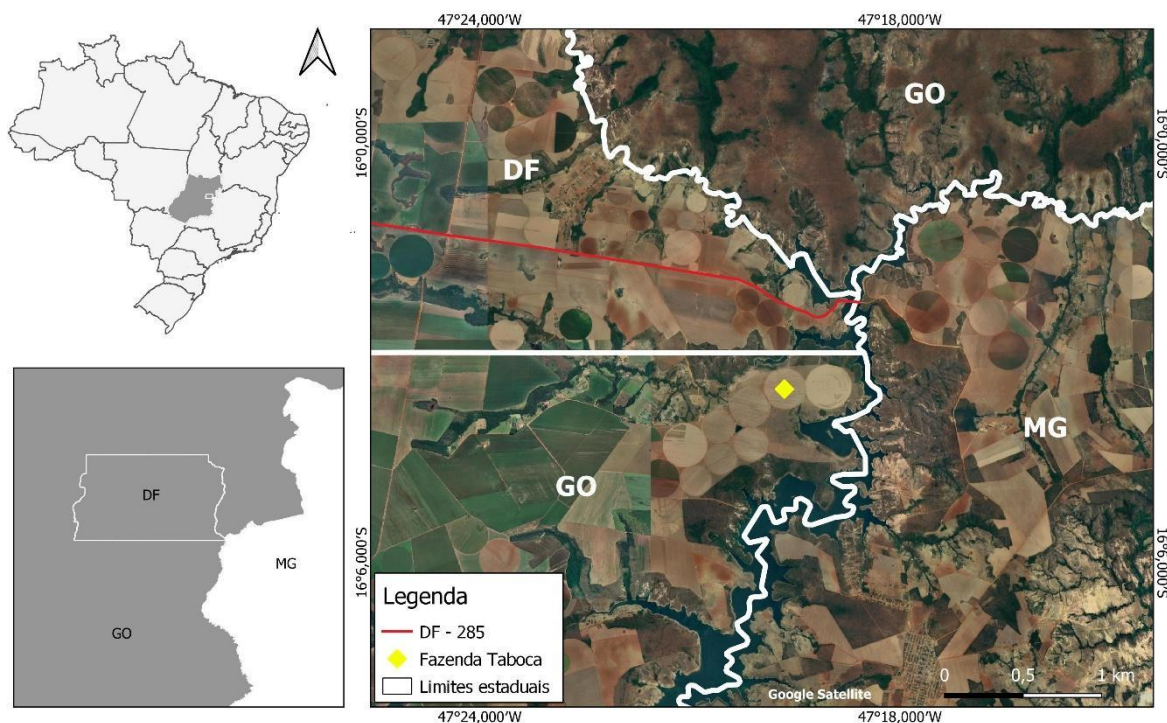 47°24,000'W
47°18,000'W
16°0,000'S
16°0,000'S
GO
DF
MG
GO
DF
MG
GO
16°6,000'S
16°6,000'S
Legenda
DF - 285
Fazenda Taboca
Limites estaduais
0
0,5
1 km
Google Satellite
47°24,000'W
47°18,000'W